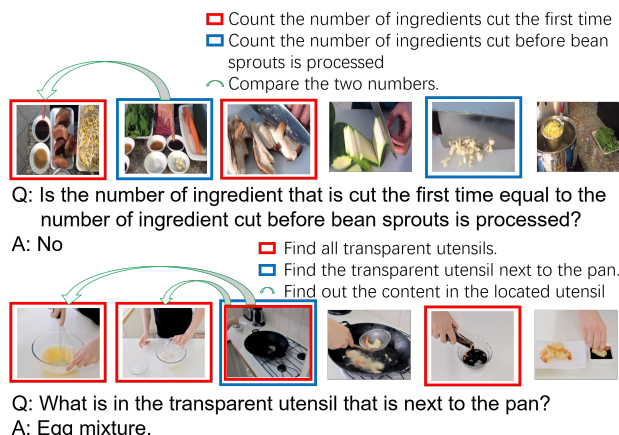 Count the number of ingredients cut the first time
Count the number of ingredients cut before bean
sprouts is processed
Compare the two numbers.
Q: Is the number of ingredient that is cut the first time equal to the
number of ingredient cut before bean sprouts is processed?
A: No
Find all transparent utensils.
Find the transparent utensil next to the pan.
Find out the content in the located utensil
Q: What is in the transparent utensil that is next to the pan?
A: Egg mixture.